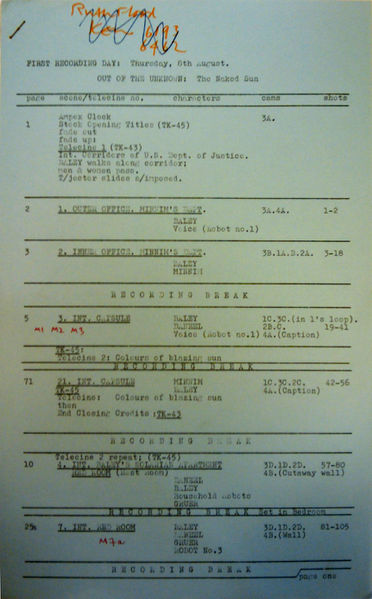 FIRST RECORDING DAY: Thursday, 6th August.
OUT OF THE UNKNOWN: The Naked Sun
page scene/telecine no. characters cams shots
1 Ampex Clock 3A.
Stock Opening Titles (TK-45)
fade out
fade up:
Telecine 1 (TK-43)
Int. Corridors of U.S. Dept. of Justice.
BALEY walks along corridor;
men & women pass.
T/jector slides s/imposed.
2 1. OUTER OFFICE, MINNIM'S DEPT. 3A.4A. 1-2
BALEY
Voice (Robot no.1)
3 2. INNER OFFICE, MINNIM'S DEPT. 3B.1A.D.2A. 3-18
BALEY
MINNIM
RECORDING BREAK
5 3. INT. CAPSULE BALEY 1C.3C.(in 1's loop).
M1 M2 M3 DANEEL 2B.C. 19-41
Voice (Robot no.1) 4A.(Caption)
TK-45:
Telecine 2: Colours of blazing sun
RECORDING BREAK
71 21. INT. CAPSULE MINNIM 1C.3C.2C. 42-56
TK-45 BALEY 4A.(Caption)
Telecine: Colours of blazing sun
then
End Closing Credits :TK-43
RECORDING BREAK
Telecine 2 repeat: (TK-45)
10 4. INT. BALEY'S SOLARIAN APARTMENT 3D.1D.2D. 57-80
RED ROOM (Rest Room) 4B.(Cutaway wall)
DANEEL
BALEY
Household Robots
GRUER
RECORDING BREAK Set in Bedroom
25a 7. INT. RED ROOM BALEY 3D.1D.2D. 81-105
M7a DANEEL 4B.(Wall)
GRUER
ROBOT No.3
RECORDING BREAK
page one